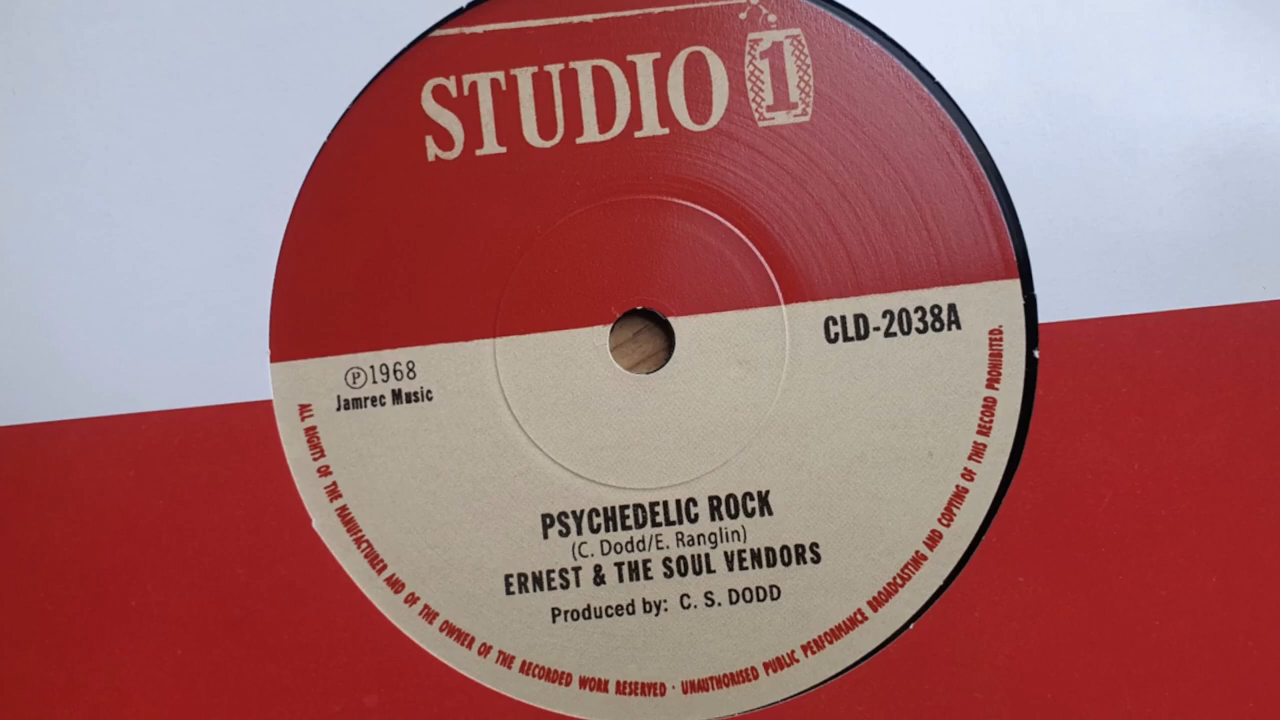 STUDIO 1
CLD-2038A
℗1968
Jamrec Music
PSYCHEDELIC ROCK
(C. Dodd/E. Ranglin)
ERNEST & THE SOUL VENDORS
Produced by: C. S. DODD
ALL RIGHTS OF THE MANUFACTURER AND OF THE OWNER OF THE RECORDED WORK RESERVED · UNAUTHORISED PUBLIC PERFORMANCE BROADCASTING AND COPYING OF THIS RECORD PROHIBITED.